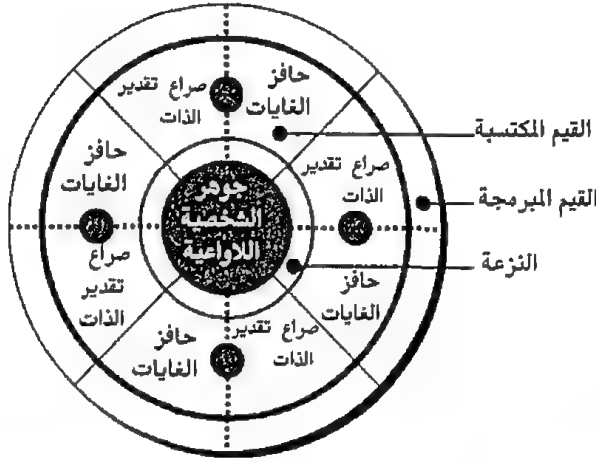 حافز
الغايات
صراع تقدير
الذات
القيم المكتسبة
صراع تقدير
الذات
القيم المبرمجة
حافز
الغايات
جوهر
الشخصية
اللاواعية
النزعة
حافز
الغايات
صراع
تقدير
الذات
صراع تقدير
الذات
حافز
الغايات